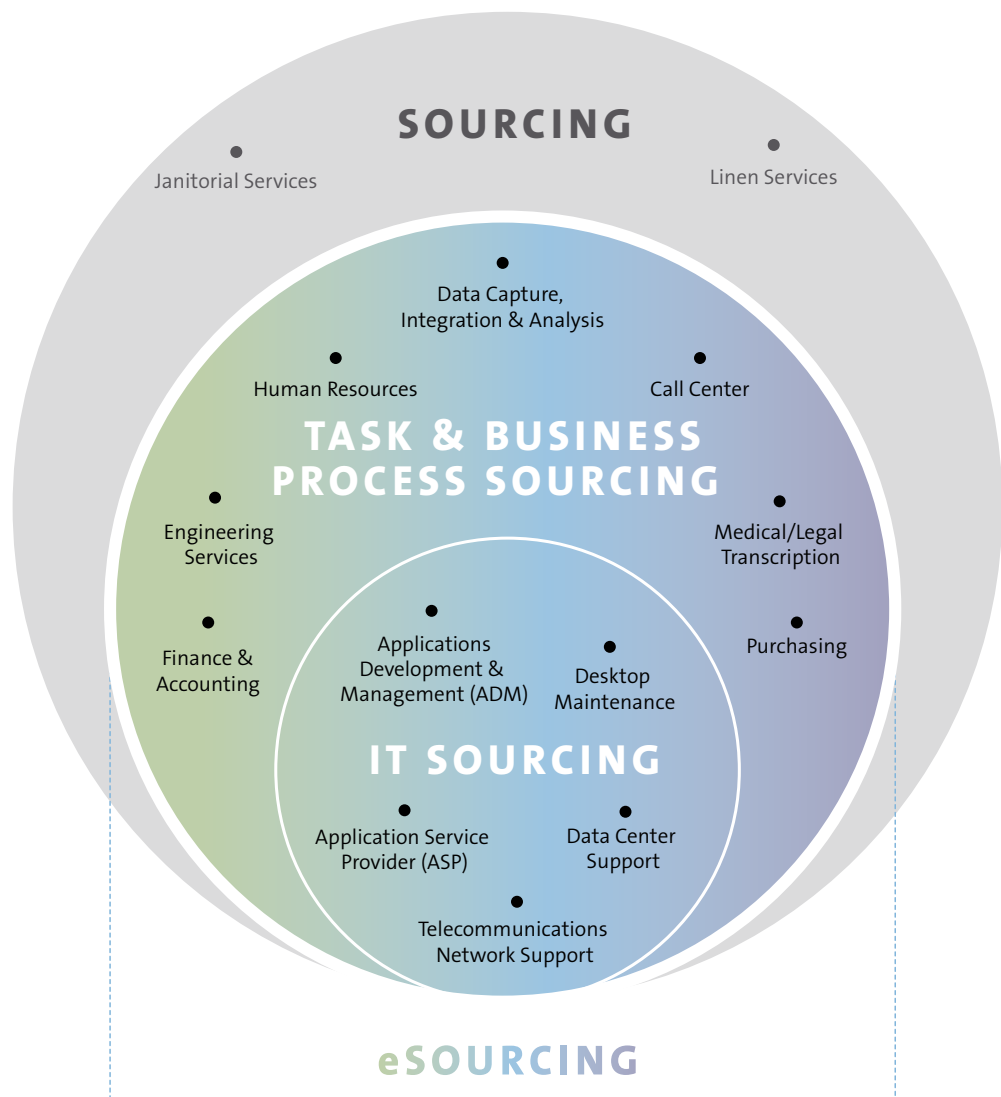 SOURCING
Janitorial Services
Linen Services
Data Capture,
Integration & Analysis
Human Resources
Call Center
TASK & BUSINESS
PROCESS SOURCING
Engineering
Services
Medical/Legal
Transcription
Finance &
Accounting
Purchasing
Applications
Development &
Management (ADM)
Desktop
Maintenance
IT SOURCING
Application Service
Provider (ASP)
Data Center
Support
Telecommunications
Network Support
eSOURCING